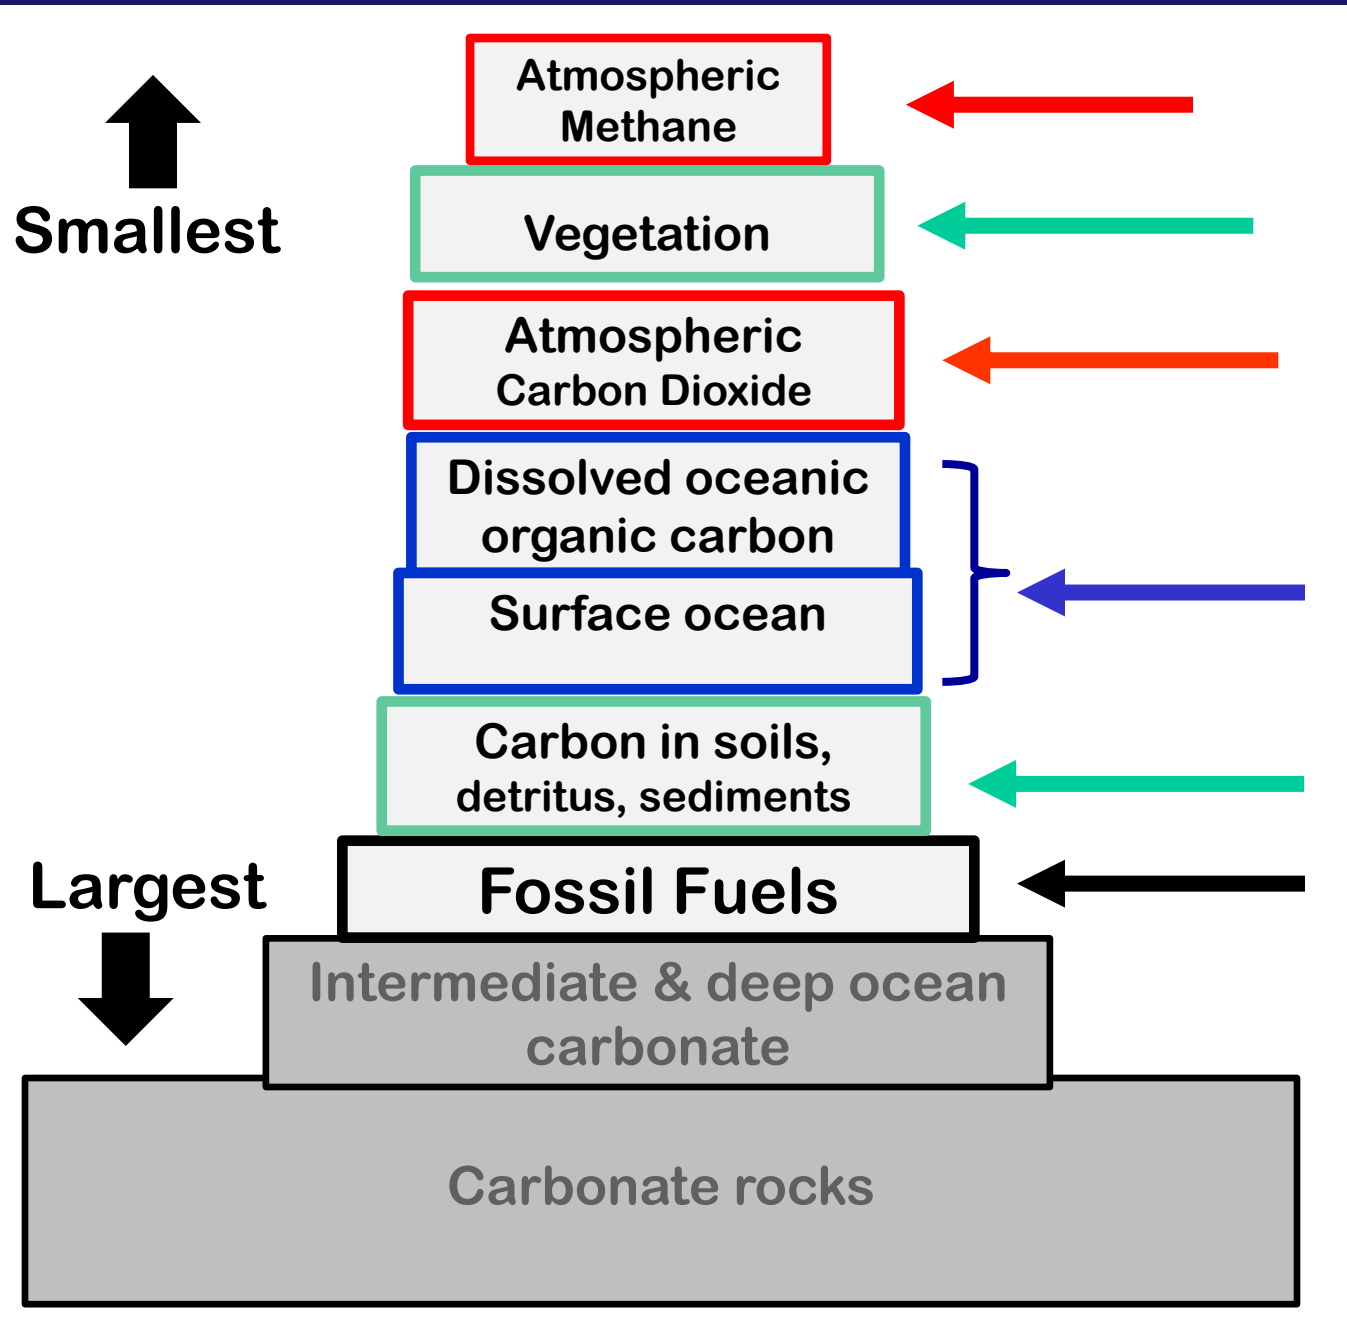 Atmospheric
Methane
Smallest
Vegetation
Atmospheric
Carbon Dioxide
Dissolved oceanic
organic carbon
Surface ocean
Carbon in soils,
detritus, sediments
Largest
Fossil Fuels
Intermediate & deep ocean
carbonate
Carbonate rocks